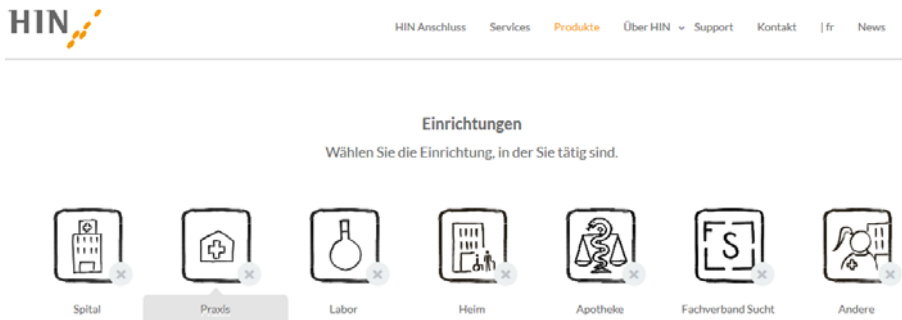 HIN
HIN Anschluss Services Produkte Über HIN Support Kontakt | fr News
Einrichtungen
Wählen Sie die Einrichtung, in der Sie tätig sind.
F S
Spital Praxis Labor Heim Apotheke Fachverband Sucht Andere